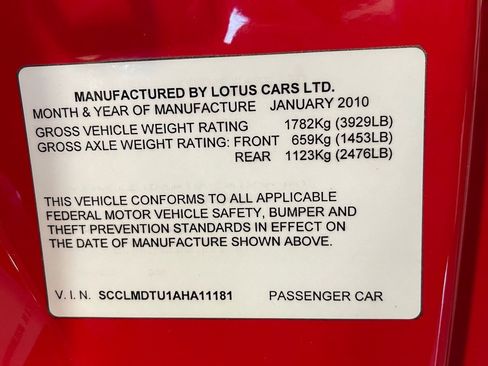 MANUFACTURED BY LOTUS CARS LTD.
MONTH & YEAR OF MANUFACTURE JANUARY 2010
GROSS VEHICLE WEIGHT RATING 1782Kg (3929LB)
GROSS AXLE WEIGHT RATING: FRONT 659Kg (1453LB)
REAR 1123Kg (2476LB)
THIS VEHICLE CONFORMS TO ALL APPLICABLE
FEDERAL MOTOR VEHICLE SAFETY, BUMPER AND
THEFT PREVENTION STANDARDS IN EFFECT ON
THE DATE OF MANUFACTURE SHOWN ABOVE.
V. I. N. SCCLMDTU1AHA11181 PASSENGER CAR